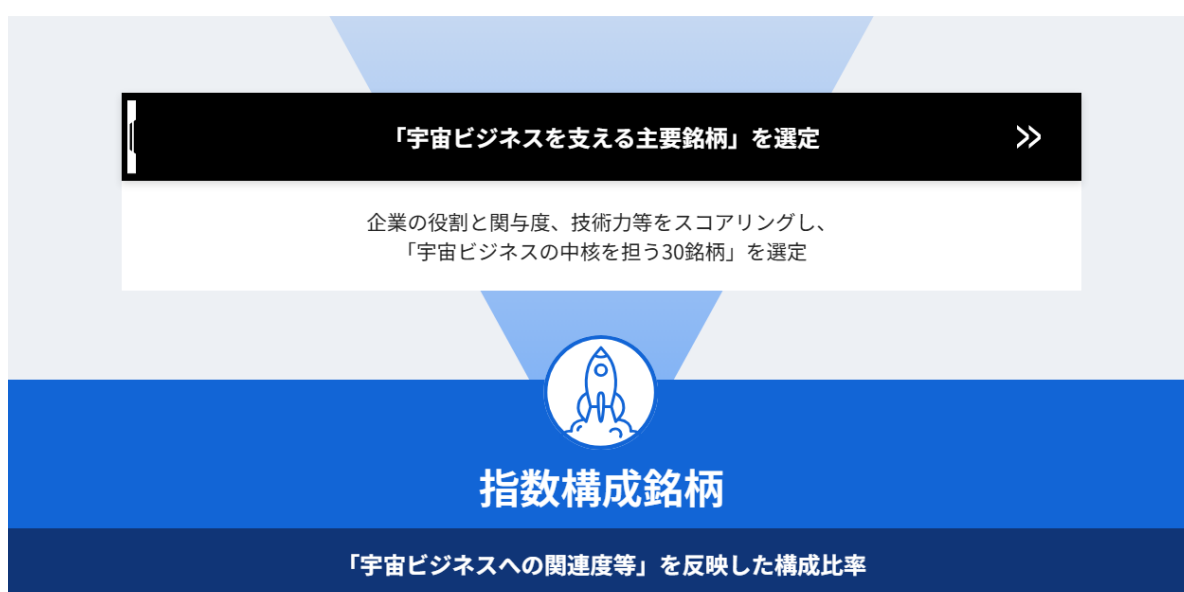 「宇宙ビジネスを支える主要銘柄」を選定
企業の役割と関与度、技術力等をスコアリングし、
「宇宙ビジネスの中核を担う30銘柄」を選定
指数構成銘柄
「宇宙ビジネスへの関連度等」を反映した構成比率